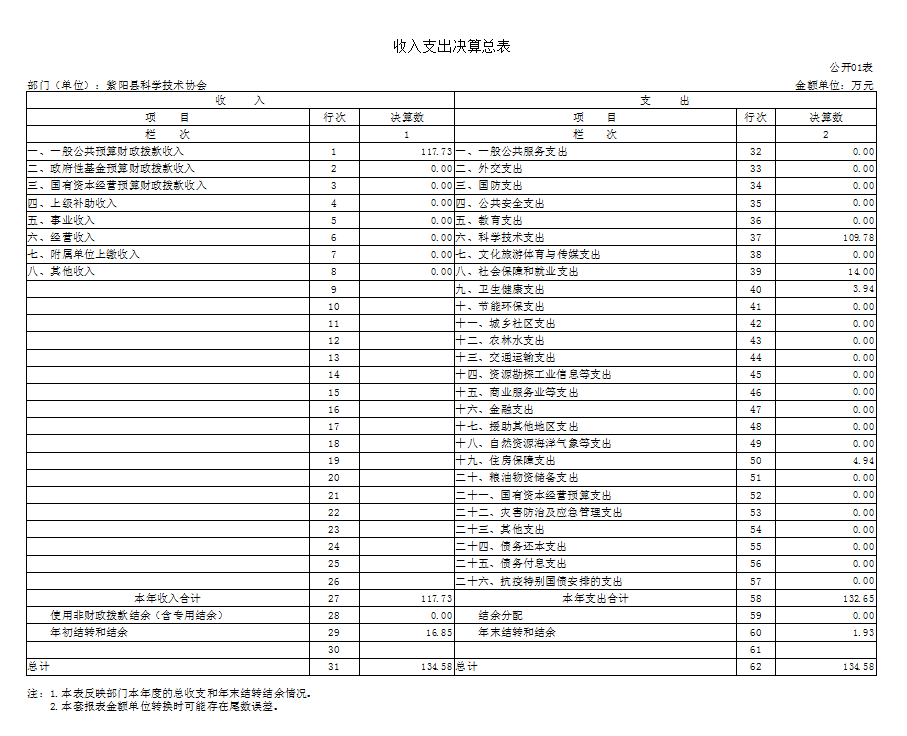 收入支出决算总表
公开01表
部门（单位）：紫阳县科学技术协会 金额单位：万元
收 入 支 出
项 目 行次 决算数 项 目 行次 决算数
栏 次 1 栏 次 2
一、一般公共预算财政拨款收入 1 117.73 一、一般公共服务支出 32 0.00
二、政府性基金预算财政拨款收入 2 0.00 二、外交支出 33 0.00
三、国有资本经营预算财政拨款收入 3 0.00 三、国防支出 34 0.00
四、上级补助收入 4 0.00 四、公共安全支出 35 0.00
五、事业收入 5 0.00 五、教育支出 36 0.00
六、经营收入 6 0.00 六、科学技术支出 37 109.78
七、附属单位上缴收入 7 0.00 七、文化旅游体育与传媒支出 38 0.00
八、其他收入 8 0.00 八、社会保障和就业支出 39 14.00
9 九、卫生健康支出 40 3.94
10 十、节能环保支出 41 0.00
11 十一、城乡社区支出 42 0.00
12 十二、农林水支出 43 0.00
13 十三、交通运输支出 44 0.00
14 十四、资源勘探工业信息等支出 45 0.00
15 十五、商业服务业等支出 46 0.00
16 十六、金融支出 47 0.00
17 十七、援助其他地区支出 48 0.00
18 十八、自然资源海洋气象等支出 49 0.00
19 十九、住房保障支出 50 4.94
20 二十、粮油物资储备支出 51 0.00
21 二十一、国有资本经营预算支出 52 0.00
22 二十二、灾害防治及应急管理支出 53 0.00
23 二十三、其他支出 54 0.00
24 二十四、债务还本支出 55 0.00
25 二十五、债务付息支出 56 0.00
26 二十六、抗疫特别国债安排的支出 57 0.00
本年收入合计 27 117.73 本年支出合计 58 132.65
使用非财政拨款结余（含专用结余） 28 0.00 结余分配 59 0.00
年初结转和结余 29 16.85 年末结转和结余 60 1.93
30 61
总计 31 134.58 总计 62 134.58
注：1.本表反映部门本年度的总收支和年末结转结余情况。
2.本套报表金额单位转换时可能存在尾数误差。